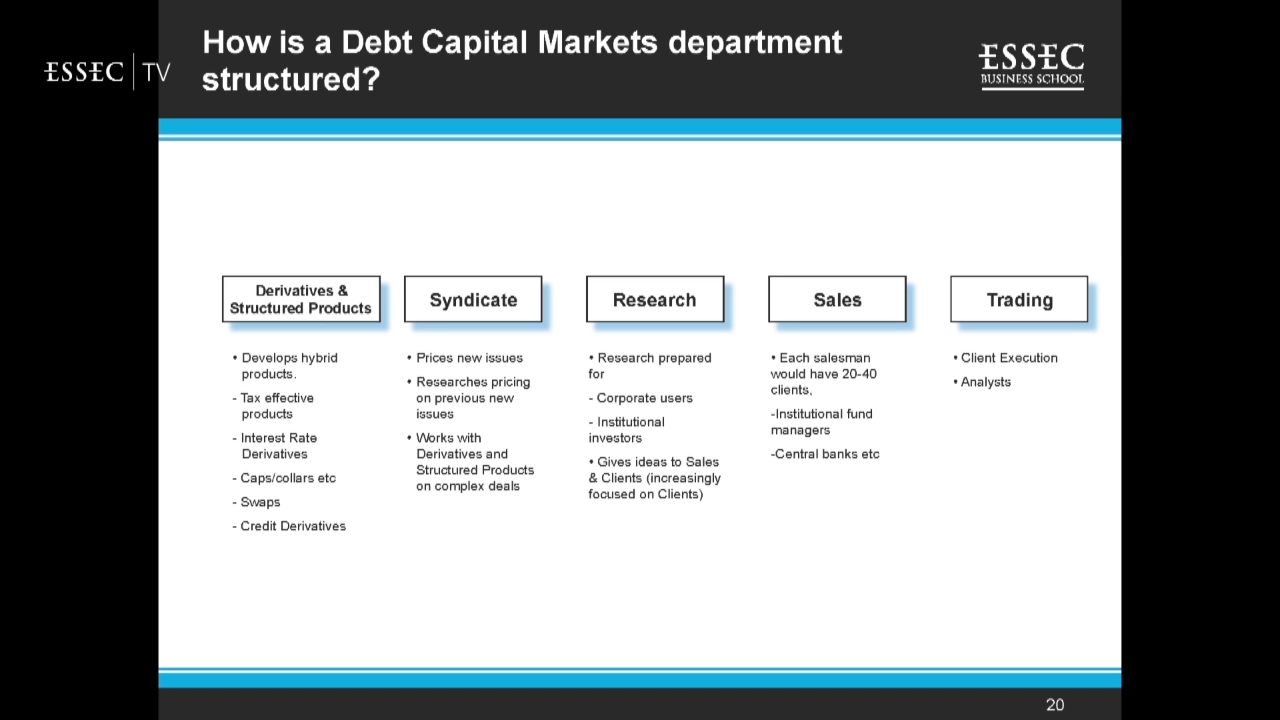 How is a Debt Capital Markets department
structured?
ESSEC | TV
ESSEC
BUSINESS SCHOOL
Derivatives &
Structured Products
• Develops hybrid
products.
- Tax effective
products
- Interest Rate
Derivatives
- Caps/collars etc
- Swaps
- Credit Derivatives
Syndicate
• Prices new issues
• Researches pricing
on previous new
issues
• Works with
Derivatives and
Structured Products
on complex deals
Research
• Research prepared
for
- Corporate users
- Institutional
investors
• Gives ideas to Sales
& Clients (increasingly
focused on Clients)
Sales
• Each salesman
would have 20-40
clients,
-Institutional fund
managers
-Central banks etc
Trading
• Client Execution
• Analysts
20